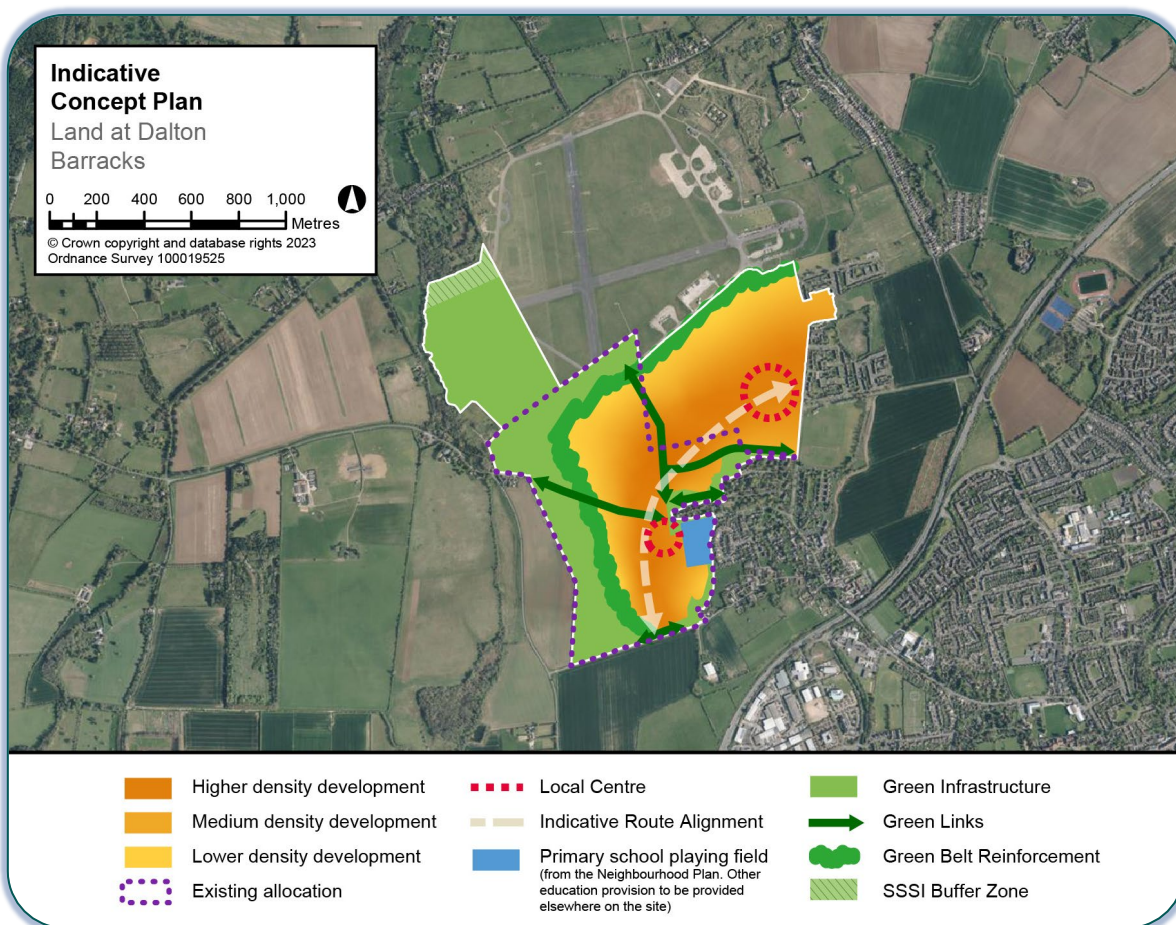 Indicative
Concept Plan
Land at Dalton
Barracks
0 200 400 600 800 1,000
Metres
© Crown copyright and database rights 2023
Ordnance Survey 100019525
Higher density development
Medium density development
Lower density development
Existing allocation
Local Centre
Indicative Route Alignment
Primary school playing field
(from the Neighbourhood Plan. Other
education provision to be provided
elsewhere on the site)
Green Infrastructure
Green Links
Green Belt Reinforcement
SSSI Buffer Zone